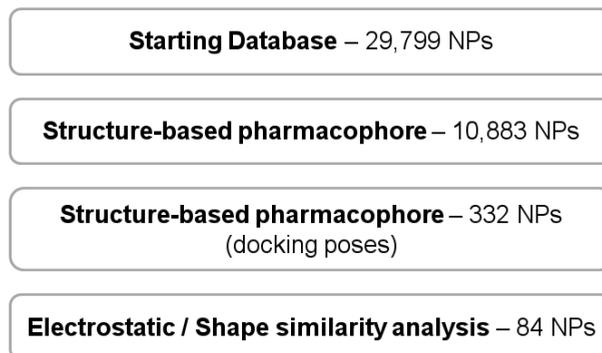 Starting Database – 29,799 NPs
Structure-based pharmacophore – 10,883 NPs
Structure-based pharmacophore – 332 NPs
(docking poses)
Electrostatic / Shape similarity analysis – 84 NPs